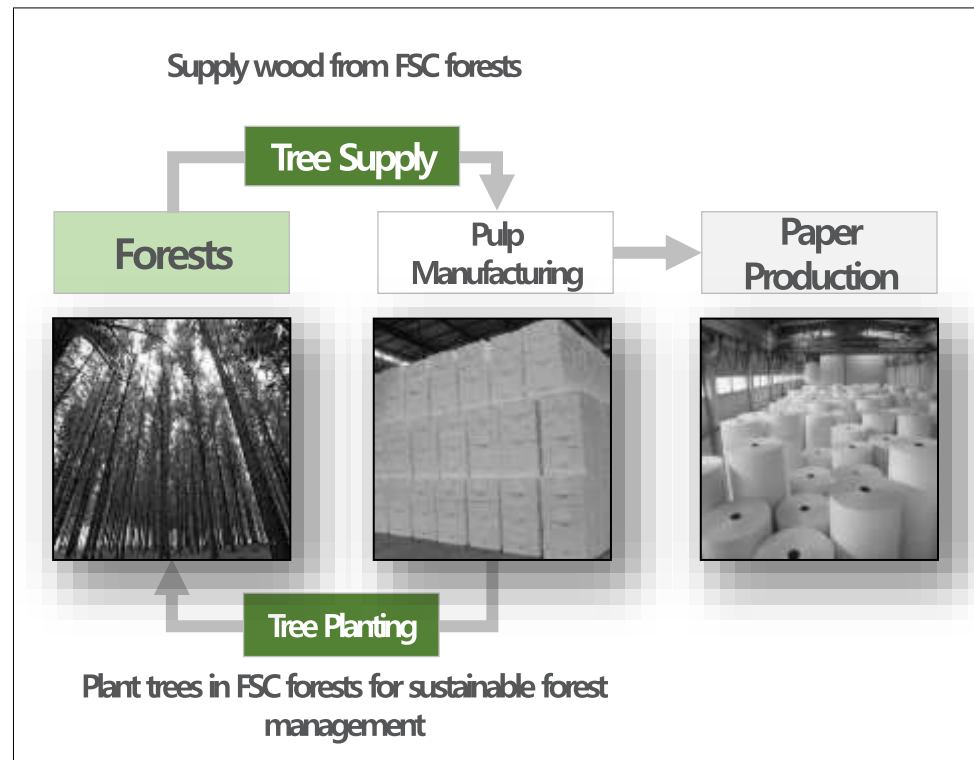 Supply wood from FSC forests
Tree Supply
Forests
Pulp
Manufacturing
Paper
Production
Tree Planting
Plant trees in FSC forests for sustainable forest
management